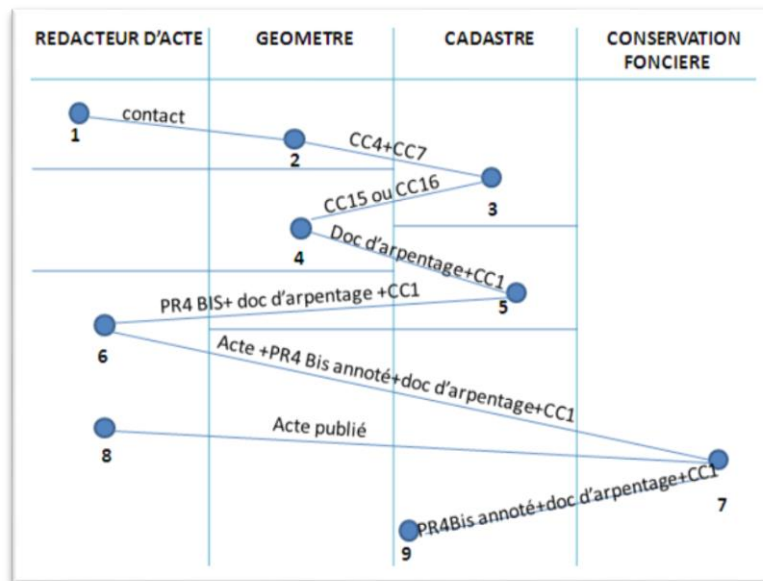 REDACTEUR D'ACTE
GEOMETRE
CADASTRE
CONSERVATION
FONCIERE
contact
1
2
CC4+CC7
3
CC15 ou CC16
4
Doc d'arpentage+CC1
5
PR4 BIS+ doc d'arpentage +CC1
6
Acte +PR4 Bis annoté+doc d'arpentage+CC1
Acte publié
8
7
PR4Bis annoté+doc d'arpentage+CC1
9